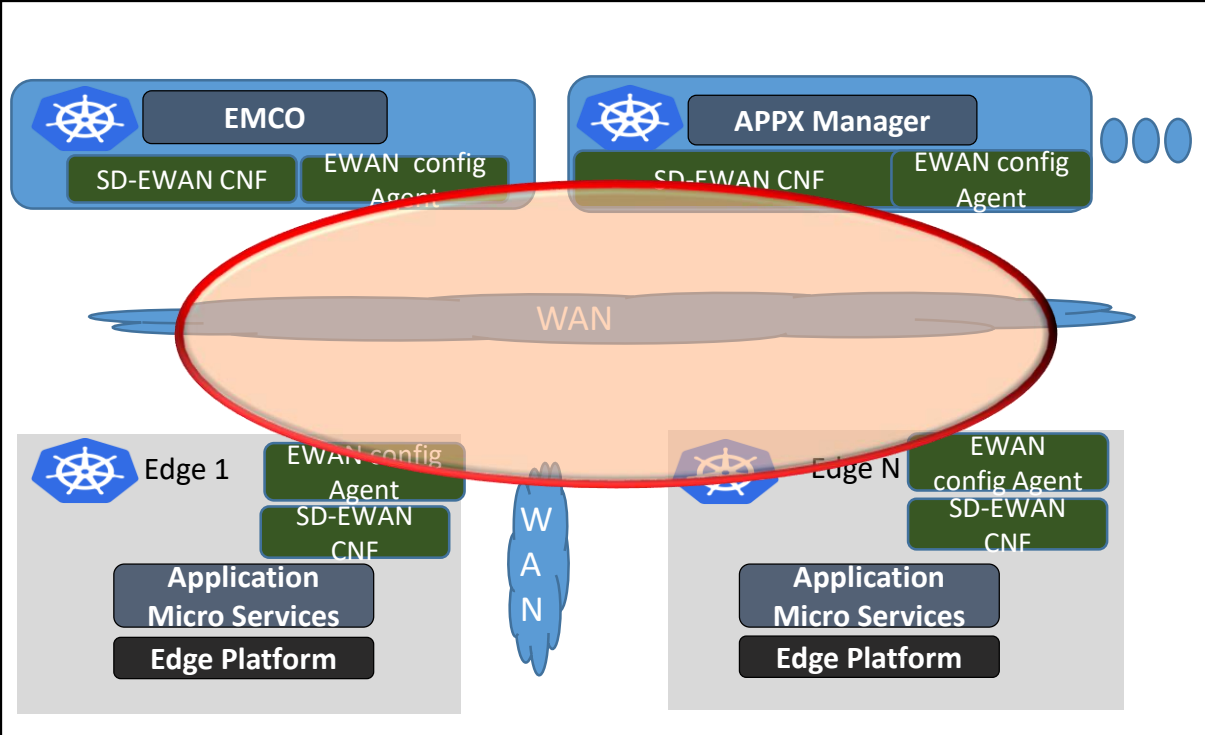 EMCO
SD-EWAN CNF
EWAN config
Agent
APPX Manager
SD-EWAN CNF
EWAN config
Agent
WAN
Edge 1
EWAN config
Agent
SD-EWAN
CNF
Application
Micro Services
Edge Platform
W
A
N
Edge N
EWAN
config Agent
SD-EWAN
CNF
Application
Micro Services
Edge Platform